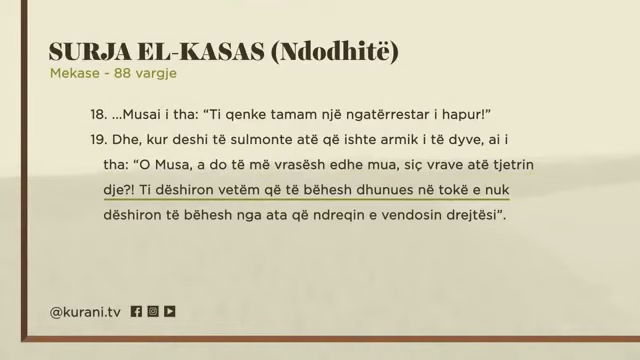 SURJA EL-KASAS (Ndodhitë)
Mekase - 88 vargje
18. ...Musai i tha: “Ti qenke tamam një ngatërrestar i hapur!”
19. Dhe, kur deshi të sulmonte atë që ishte armik i të dyve, ai i
tha: “O Musa, a do të më vrasësh edhe mua, siç vrave atë tjetrin
dje?! Ti dëshiron vetëm që të bëhesh dhunues në tokë e nuk
dëshiron të bëhesh nga ata që ndreqin e vendosin drejtësi”.
@kurani.tv